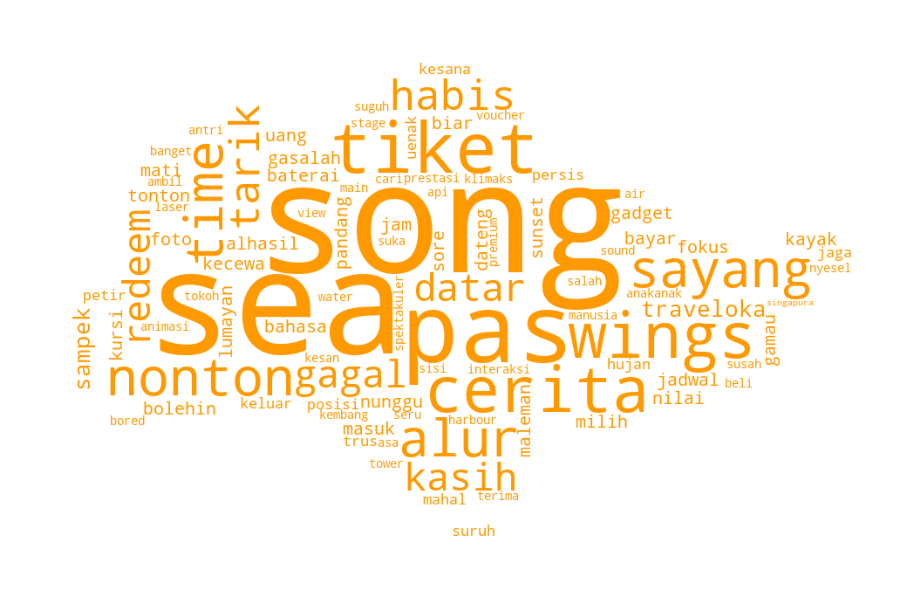 kesana
habis
suguh
voucher
stage
uenak
biar
antri
uang
tiket
banget
mati
ambil
tonton
laser
time
tarik
gasalah
baterai
cari
prestasi
klimaks
persis
main
api
song
air
gadget
foto
view
pandang
jam
suka
sore
dateng
premium
sunset
sound
bayar
fokus
kayak
jaga
nyesel
redeem
alhasil
kecewa
sea
datar
salah
sayang
anakanak
singapura
petir
tokoh
water
spektakuler
pas
manusia
traveloka
gamau
sampek
kursi
animasi
lumayan
bahasa
wings
kesan
sisi
interaksi
hujan
jadwal
susah
beli
nonton
gagal
cerita
nilai
bored
bolehin
keluar
posisi
nunggu
kembang
seru
harbour
maleman
milih
masuk
trus
asa
alur
tower
kasih
mahal
terima
suruh